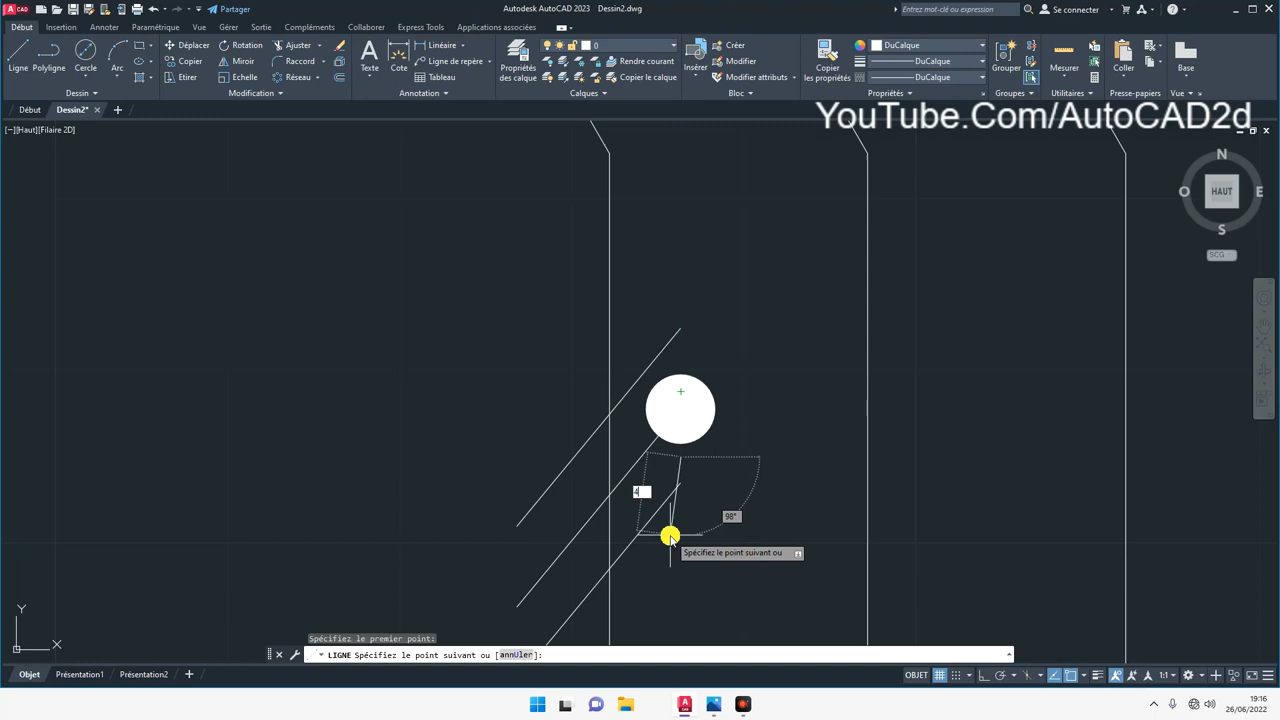 Partager
Autodesk AutoCAD 2023 Dessin2.dwg
Entrez mot-clé ou expression
Se connecter
Début Insertion Annoter Paramétrique Vue Gérer Sortie Compléments Express Tools Applications associées
Déplacer Rotation Ajuster
Copier Miroir
Etirer Echelle Réseau
Linéaire
Ligne de repère
Tableau
0
Rendre courant
Copier le calque
Créer
Modifier
Modifier attributs
DuCalque
DuCalque
DuCalque
Ligne Polyligne Cercle Arc
Texte Cote
Propriétés des calque
Insérer
Copier les propriétés
Grouper
Mesurer
Coller
Base
Dessin Modification Annotation Calques Bloc Propriétés Groupes Utilitaires Presse-papiers Vue
Début Dessin2*
YouTube.Com/AutoCAD2d
[−][Haut][Filaire 2D]
N
O HAUT E
S
SCG
4
98°
Spécifiez le point suivant ou
Y
X
Spécifiez le premier point:
LIGNE Spécifiez le point suivant ou [annUler]:
Objet Présentation1 Présentation2
OBJET
1:1
19:16
26/06/2022